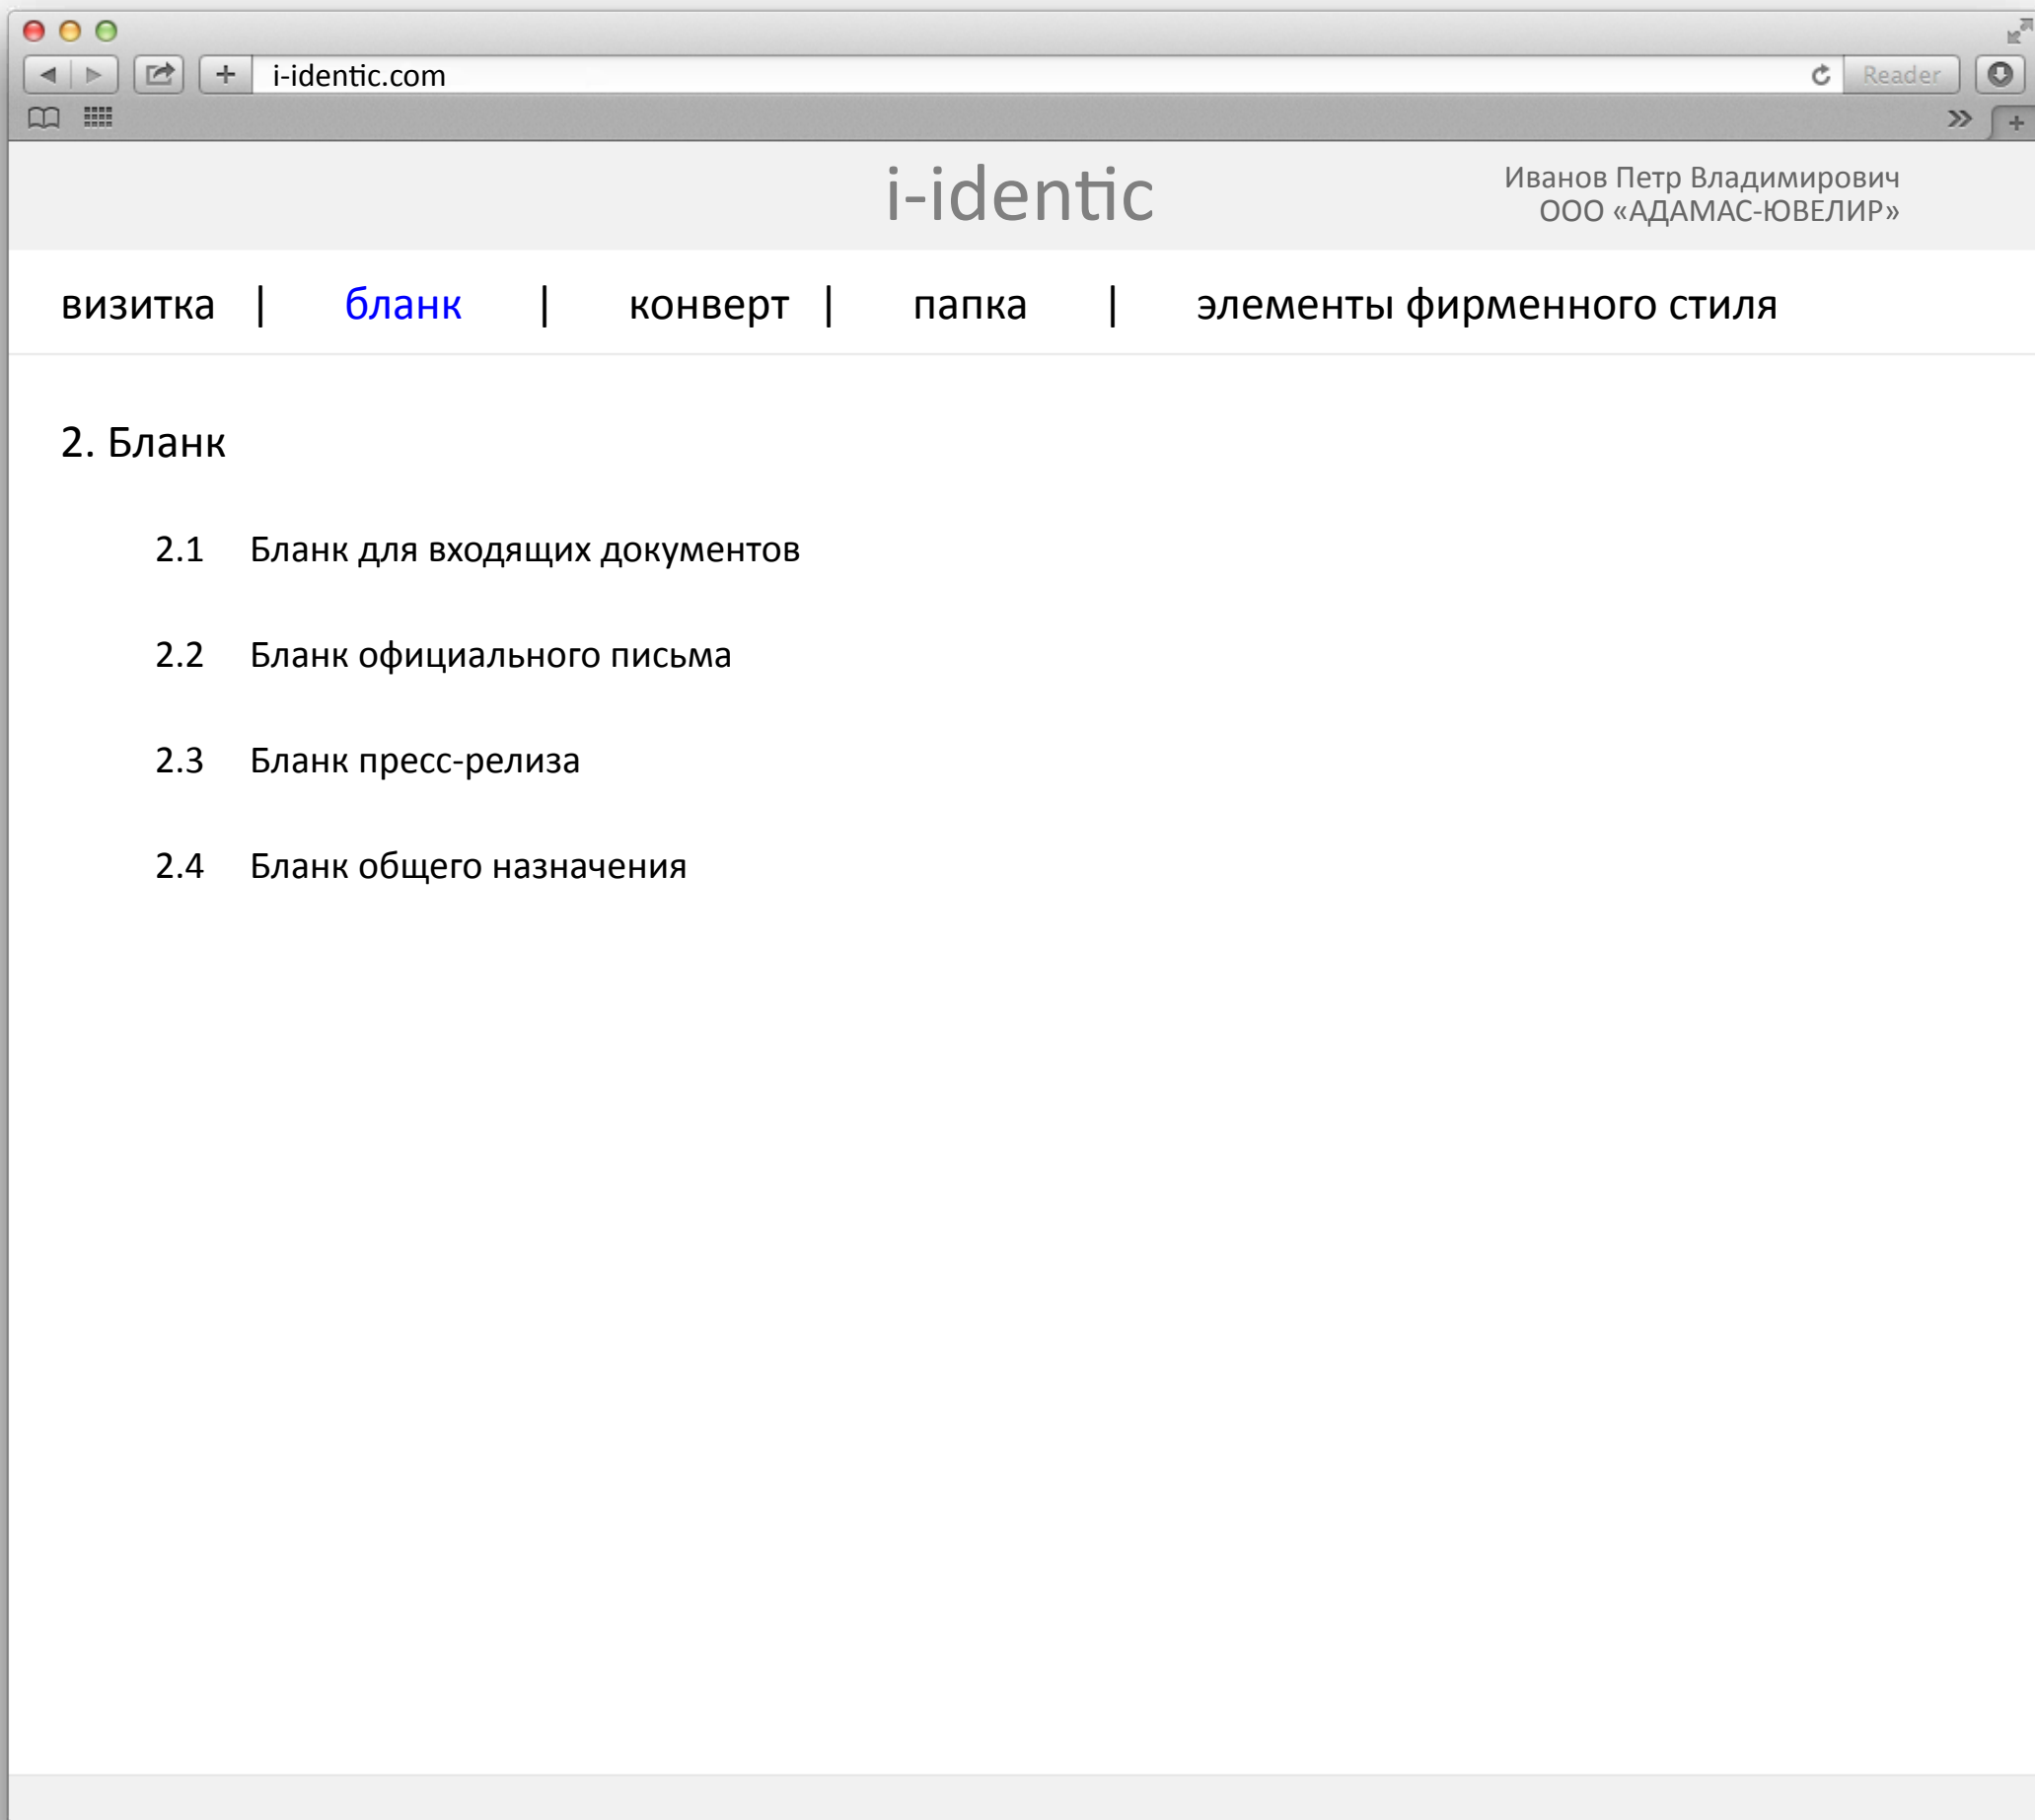 i-identic.com
Reader
i-identic
Иванов Петр Владимирович
ООО «АДАМАС-ЮВЕЛИР»
визитка | бланк | конверт | папка | элементы фирменного стиля
2. Бланк
2.1 Бланк для входящих документов
2.2 Бланк официального письма
2.3 Бланк пресс-релиза
2.4 Бланк общего назначения